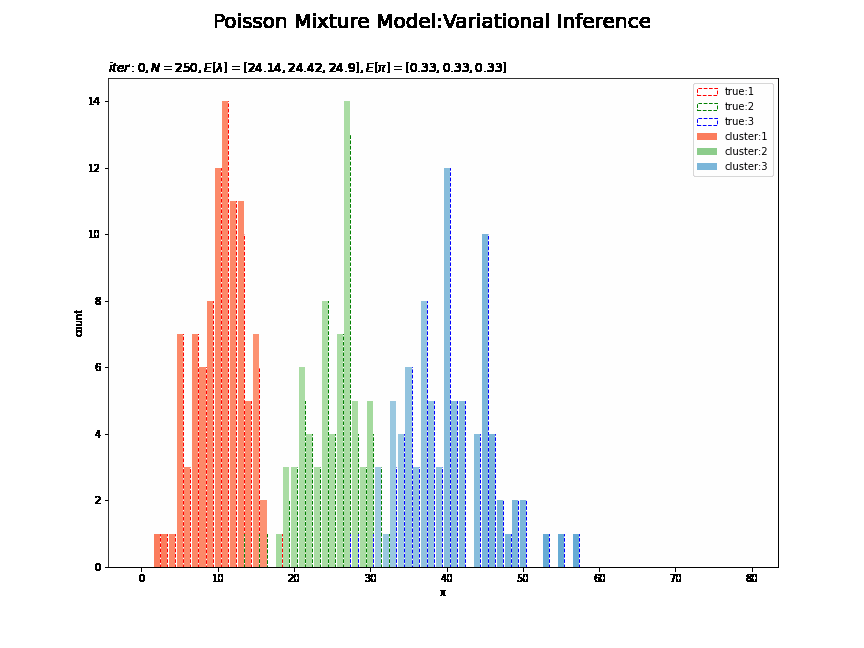 Poisson Mixture Model:Variational Inference
iter: 0, N = 250, E[λ] = [24.14, 24.42, 24.9], E[π] = [0.33, 0.33, 0.33]
true:1
true:2
true:3
cluster:1
cluster:2
cluster:3
14
12
10
8
6
4
2
0
count
0 10 20 30 40 50 60 70 80
x